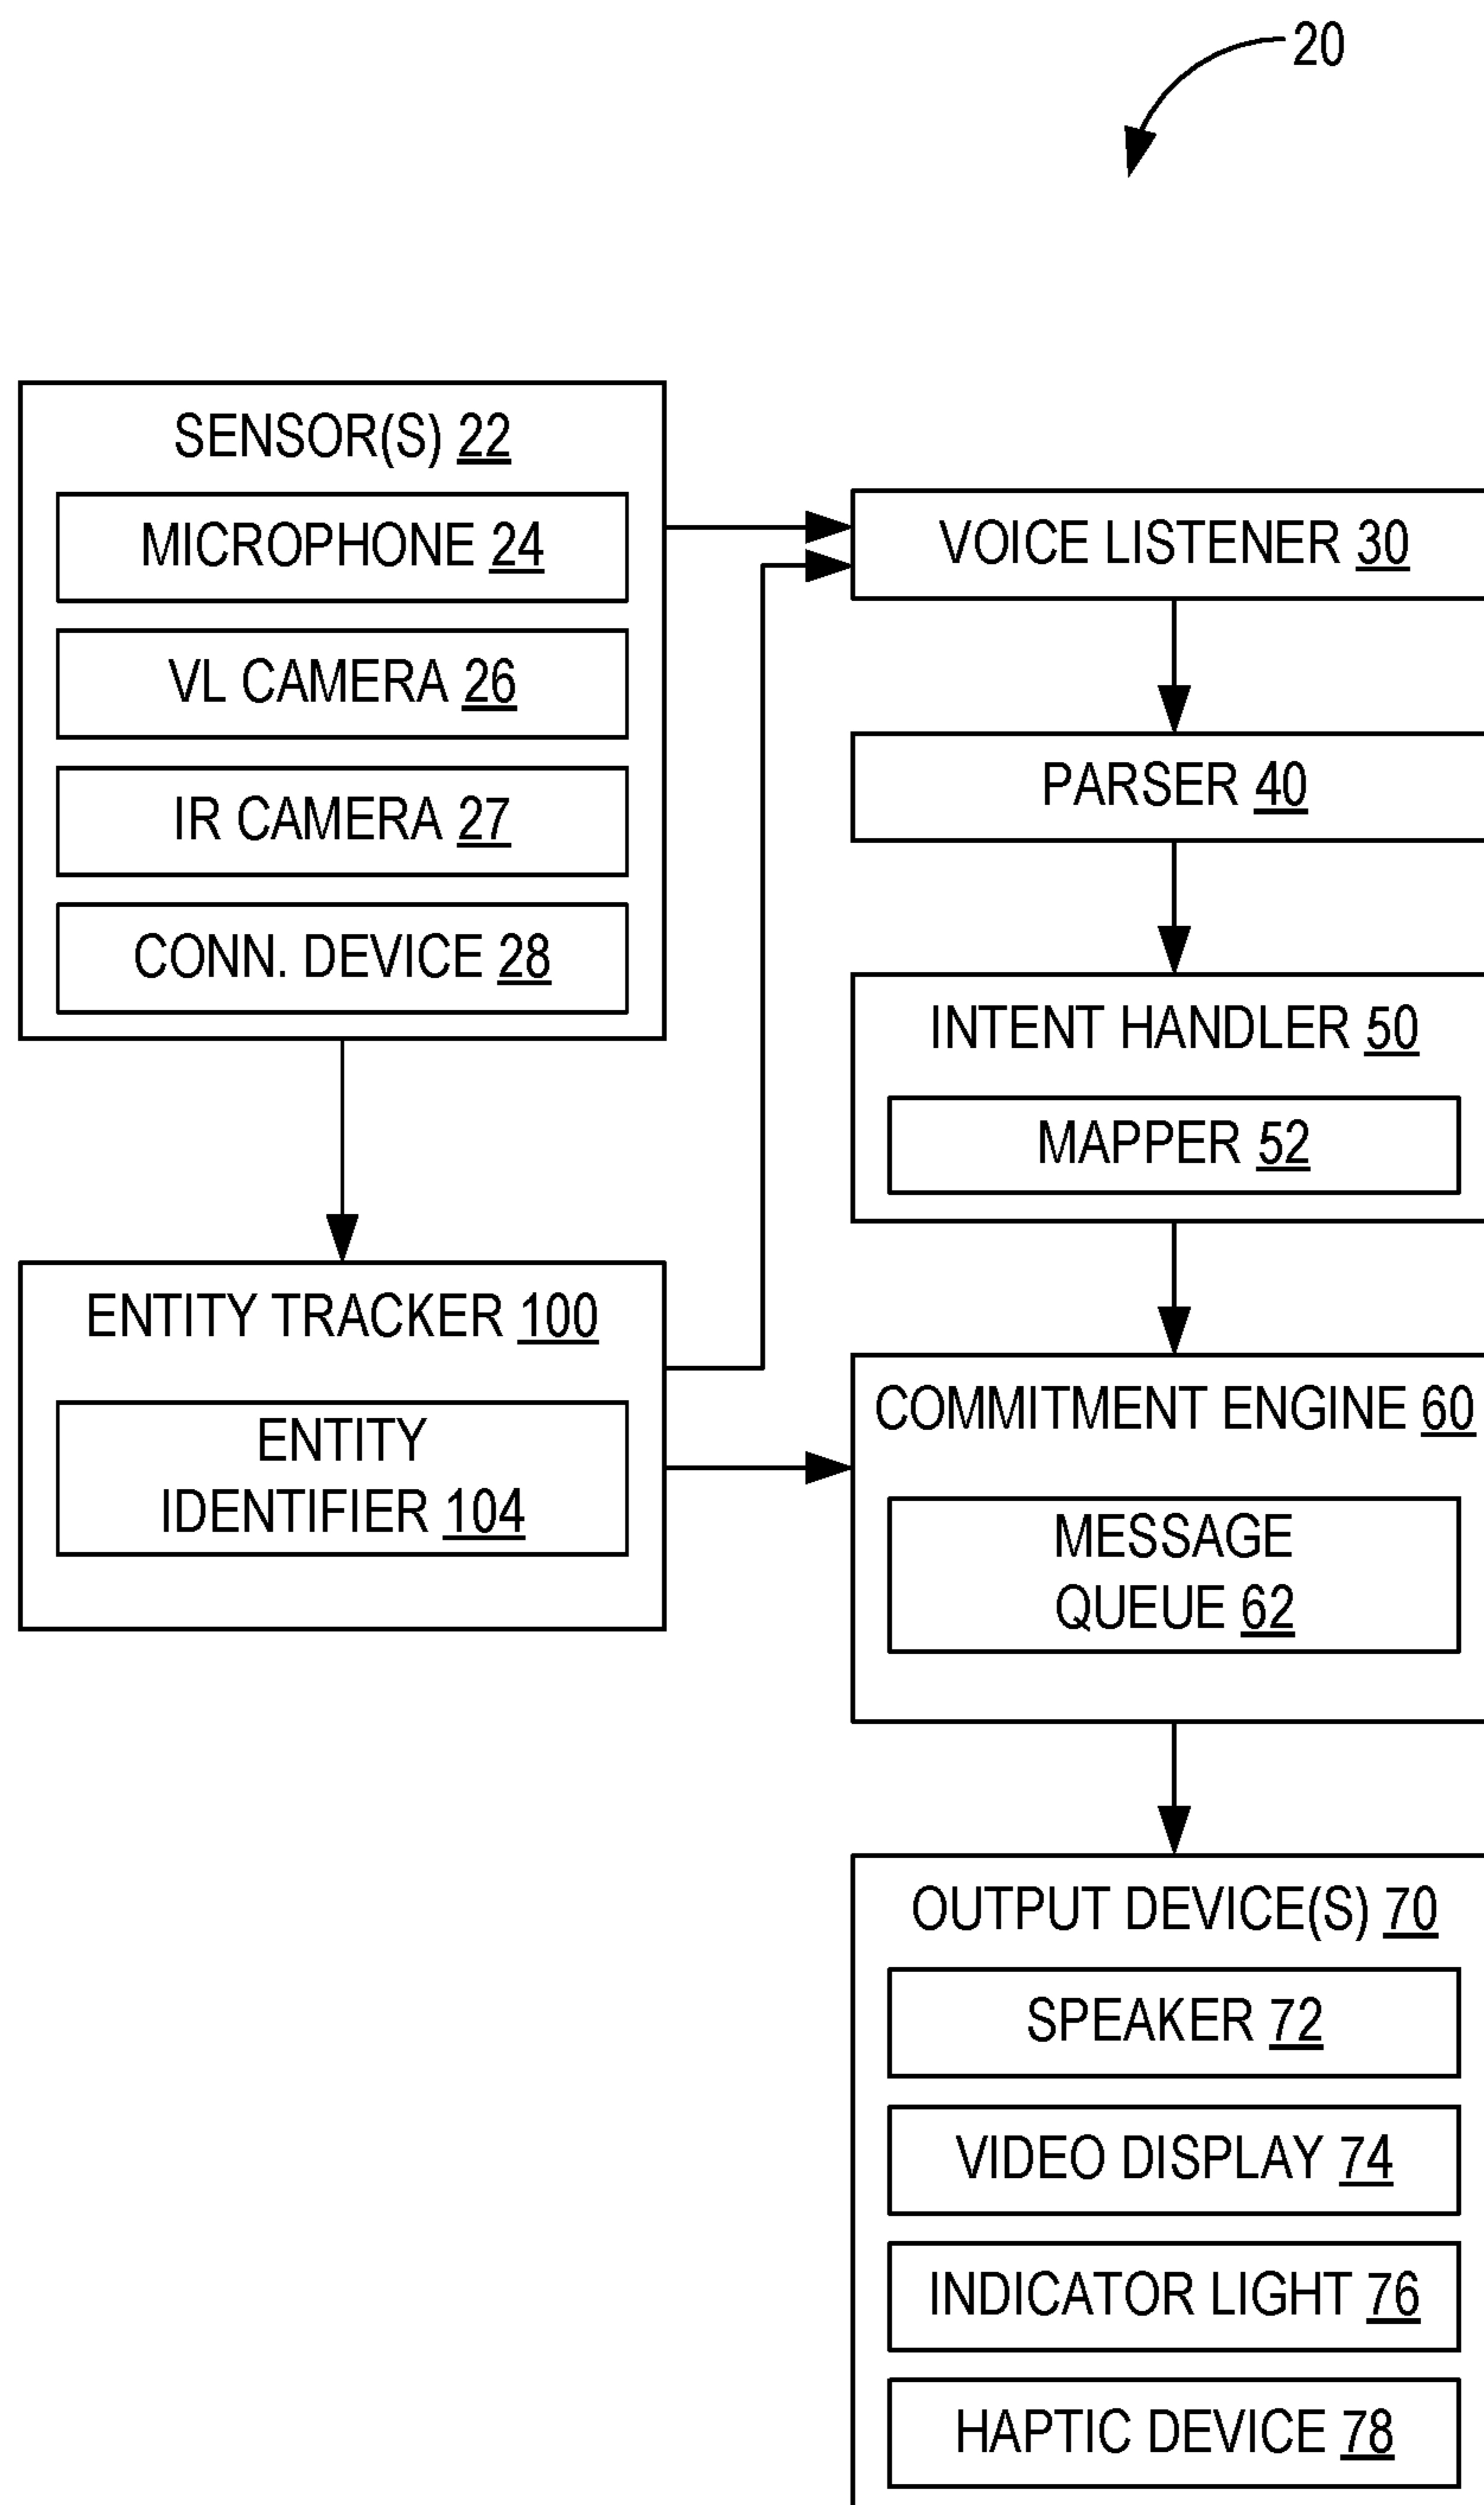 20
SENSOR(S) 22
MICROPHONE 24
VL CAMERA 26
IR CAMERA 27
CONN. DEVICE 28
ENTITY TRACKER 100
ENTITY
IDENTIFIER 104
VOICE LISTENER 30
PARSER 40
INTENT HANDLER 50
MAPPER 52
COMMITMENT ENGINE 60
MESSAGE
QUEUE 62
OUTPUT DEVICE(S) 70
SPEAKER 72
VIDEO DISPLAY 74
INDICATOR LIGHT 76
HAPTIC DEVICE 78